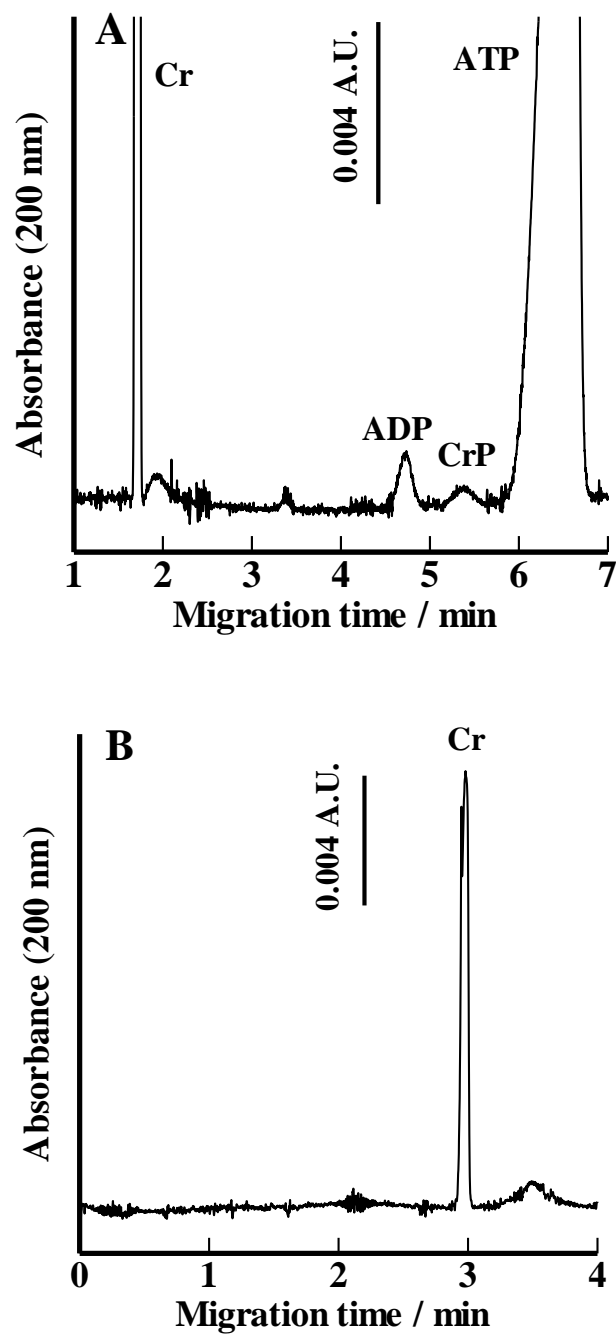 A
Cr
ATP
0.004 A.U.
Absorbance (200 nm)
ADP
CrP
1 2 3 4 5 6 7
Migration time / min
B
Cr
0.004 A.U.
Absorbance (200 nm)
0 1 2 3 4
Migration time / min